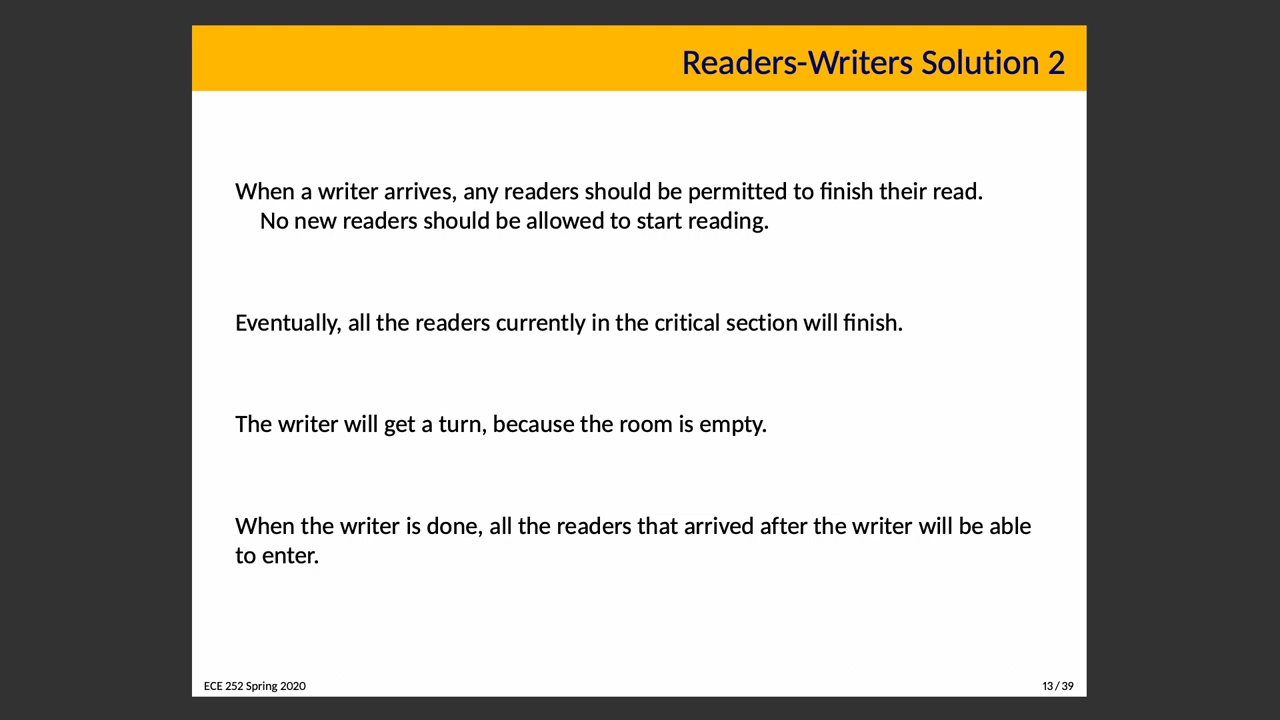 Readers-Writers Solution 2
When a writer arrives, any readers should be permitted to finish their read.
No new readers should be allowed to start reading.
Eventually, all the readers currently in the critical section will finish.
The writer will get a turn, because the room is empty.
When the writer is done, all the readers that arrived after the writer will be able
to enter.
ECE 252 Spring 2020
13 / 39